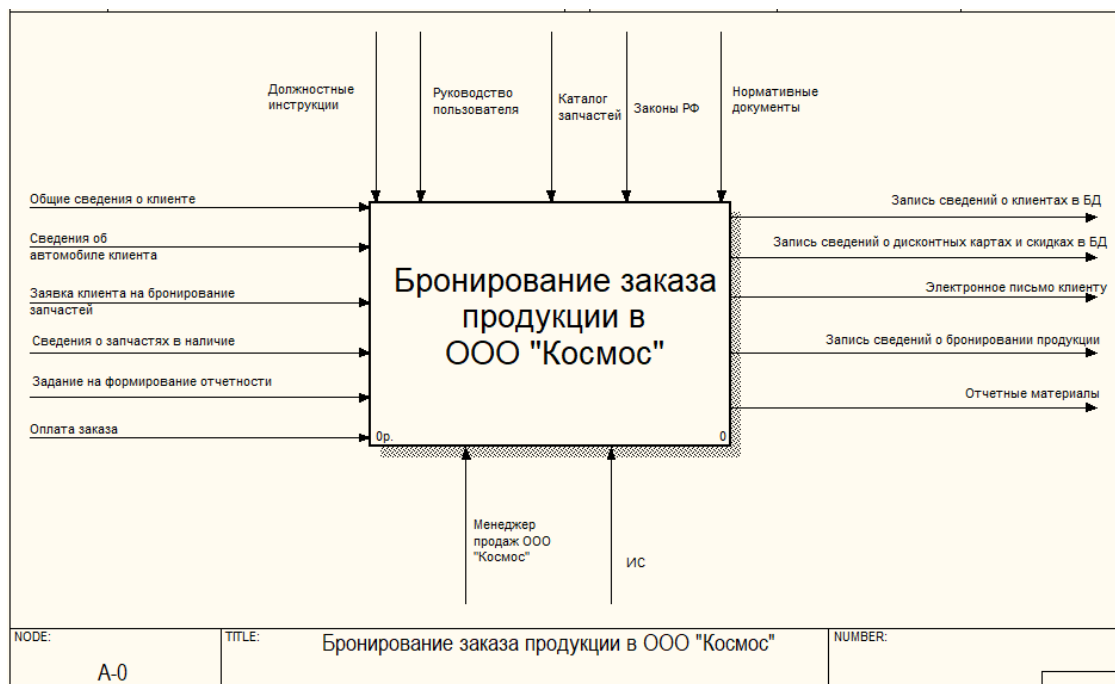 Должностные
инструкции
Руководство
пользователя
Каталог
запчастей
Законы РФ
Нормативные
документы
Общие сведения о клиенте
Сведения об
автомобиле клиента
Заявка клиента на бронирование
запчастей
Сведения о запчастях в наличие
Задание на формирование отчетности
Оплата заказа
Бронирование заказа
продукции в
ООО "Космос"
0р.
0
Запись сведений о клиентах в БД
Запись сведений о дисконтных картах и скидках в БД
Электронное письмо клиенту
Запись сведений о бронировании продукции
Отчетные материалы
Менеджер
продаж ООО
"Космос"
ИС
NODE:
A-0
TITLE:
Бронирование заказа продукции в ООО "Космос"
NUMBER: